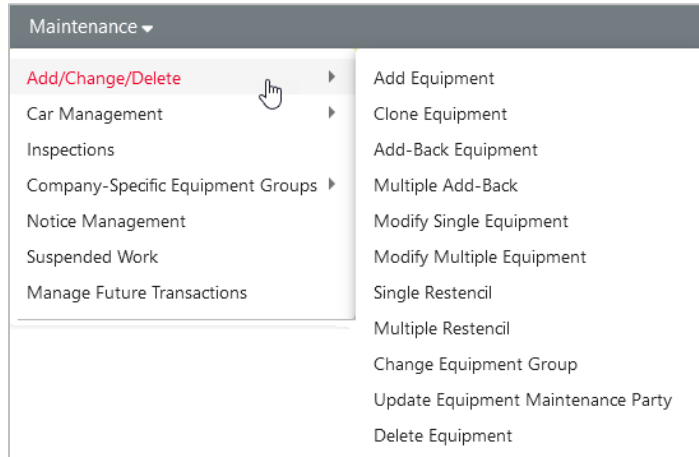 Maintenance
Add/Change/Delete
Car Management
Inspections
Company-Specific Equipment Groups
Notice Management
Suspended Work
Manage Future Transactions
Add Equipment
Clone Equipment
Add-Back Equipment
Multiple Add-Back
Modify Single Equipment
Modify Multiple Equipment
Single Restencil
Multiple Restencil
Change Equipment Group
Update Equipment Maintenance Party
Delete Equipment